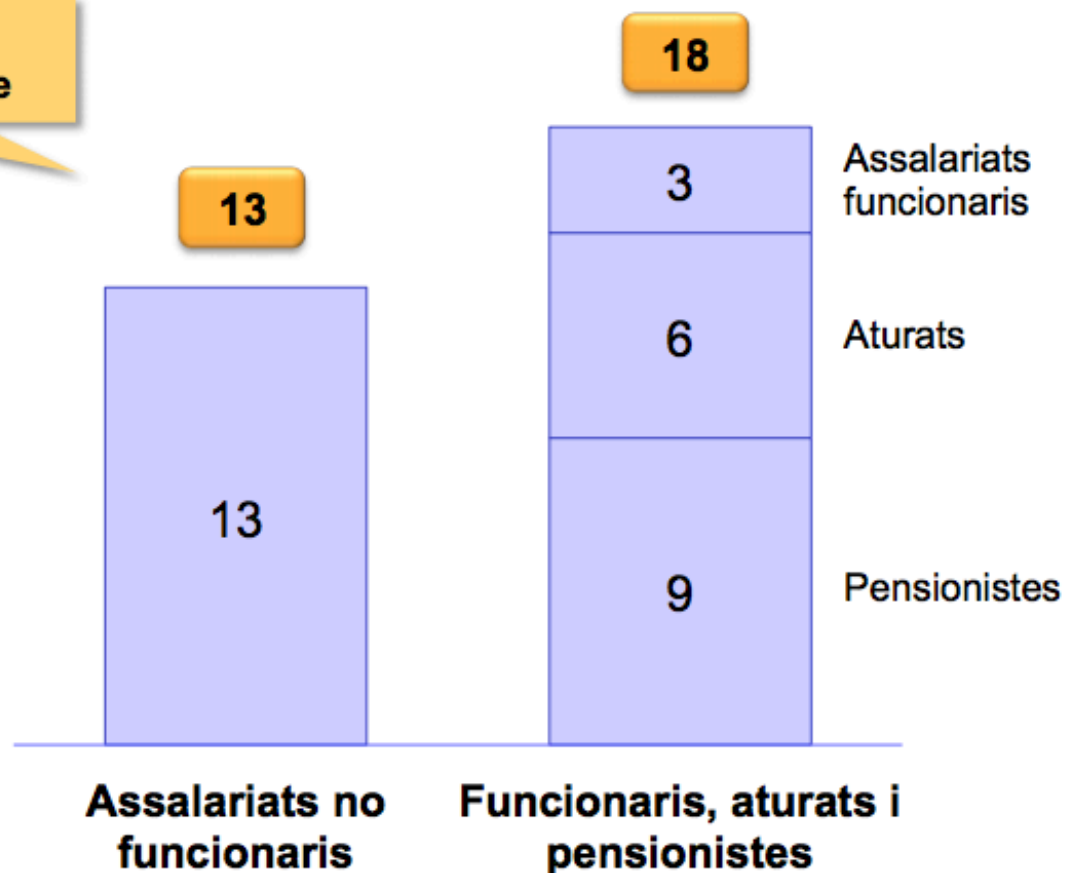 e
18
13
3
Assalariats
funcionaris
6
Aturats
13
9
Pensionistes
Assalariats no
funcionaris
Funcionaris, aturats i
pensionistes